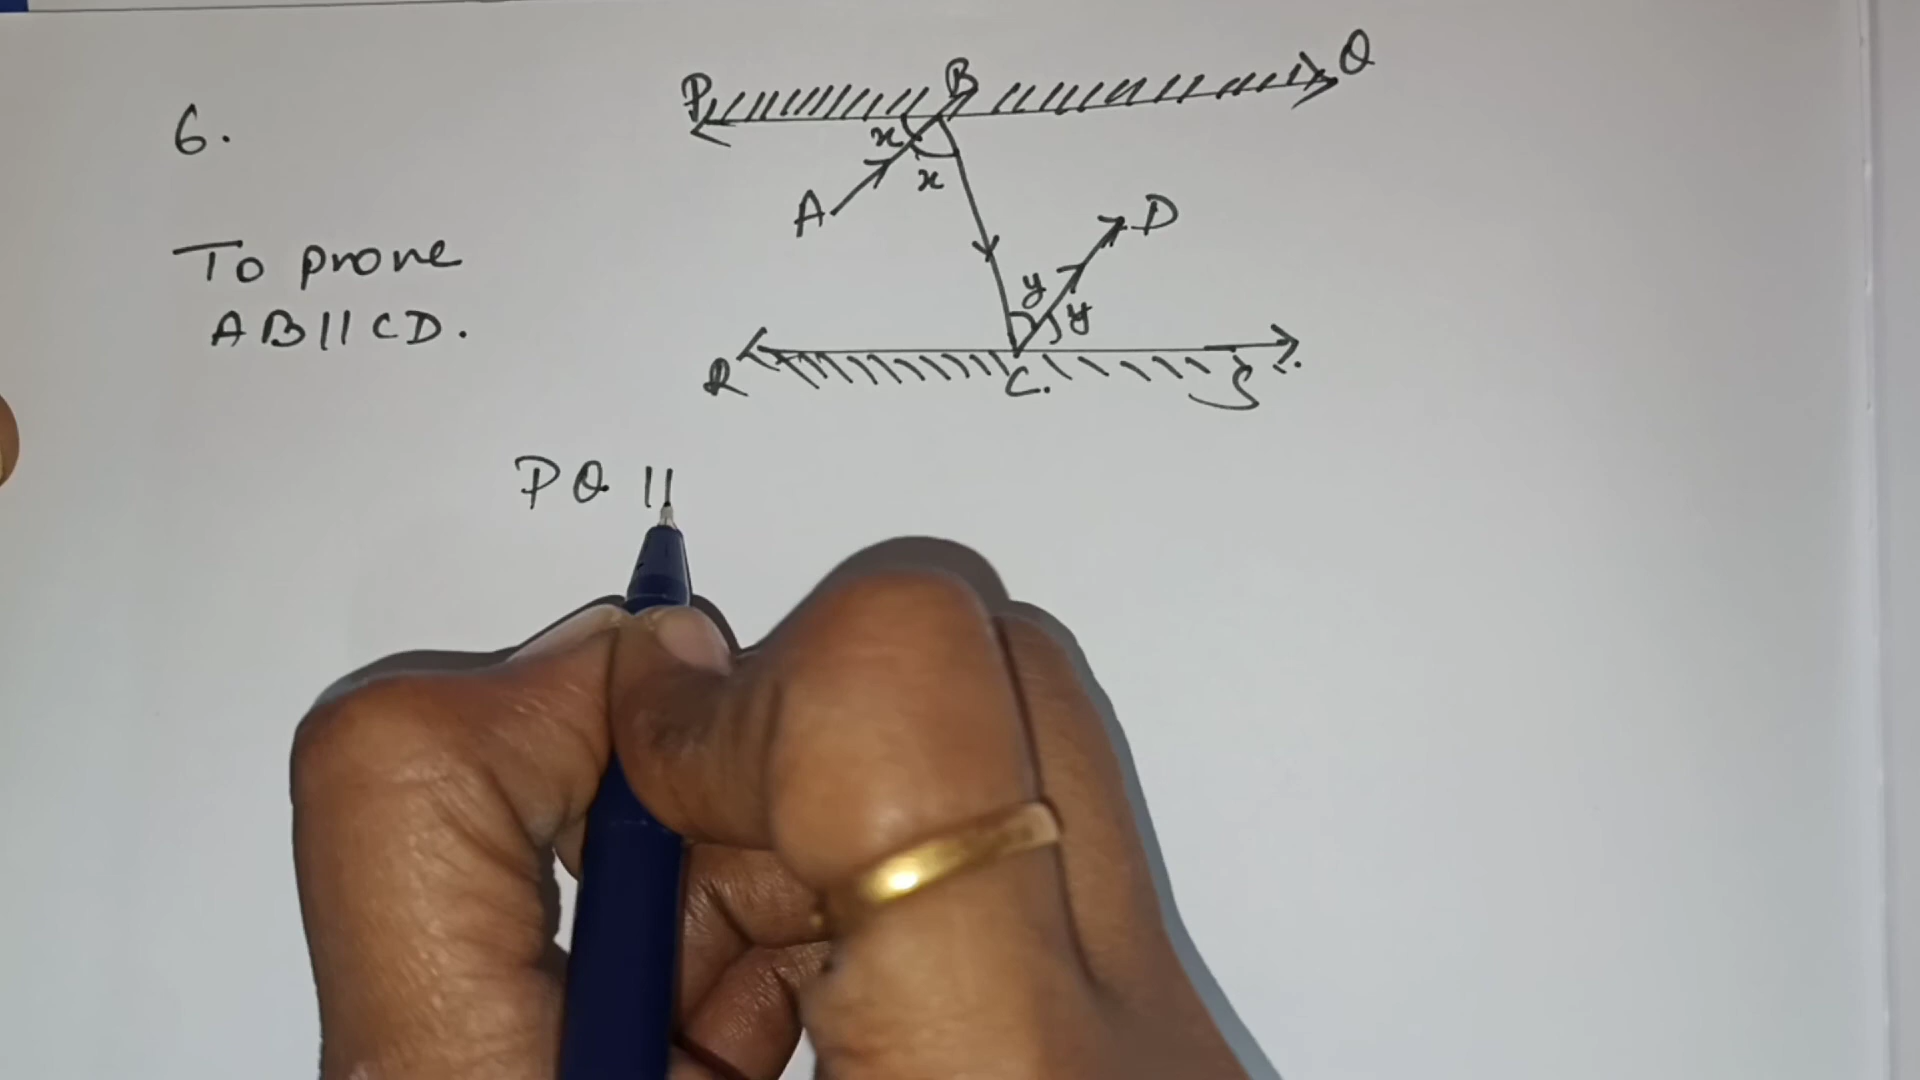 6.
To prove
AB||CD.
P B Q
x
x
A
D
y
y
R C. S
PQ ||